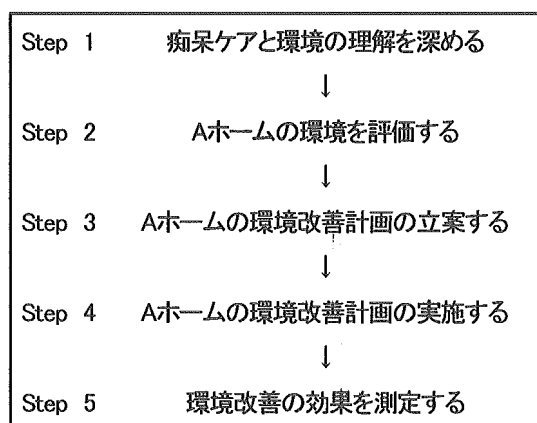 Step 1 痴呆ケアと環境の理解を深める
↓
Step 2 Aホームの環境を評価する
↓
Step 3 Aホームの環境改善計画の立案する
↓
Step 4 Aホームの環境改善計画の実施する
↓
Step 5 環境改善の効果を測定する